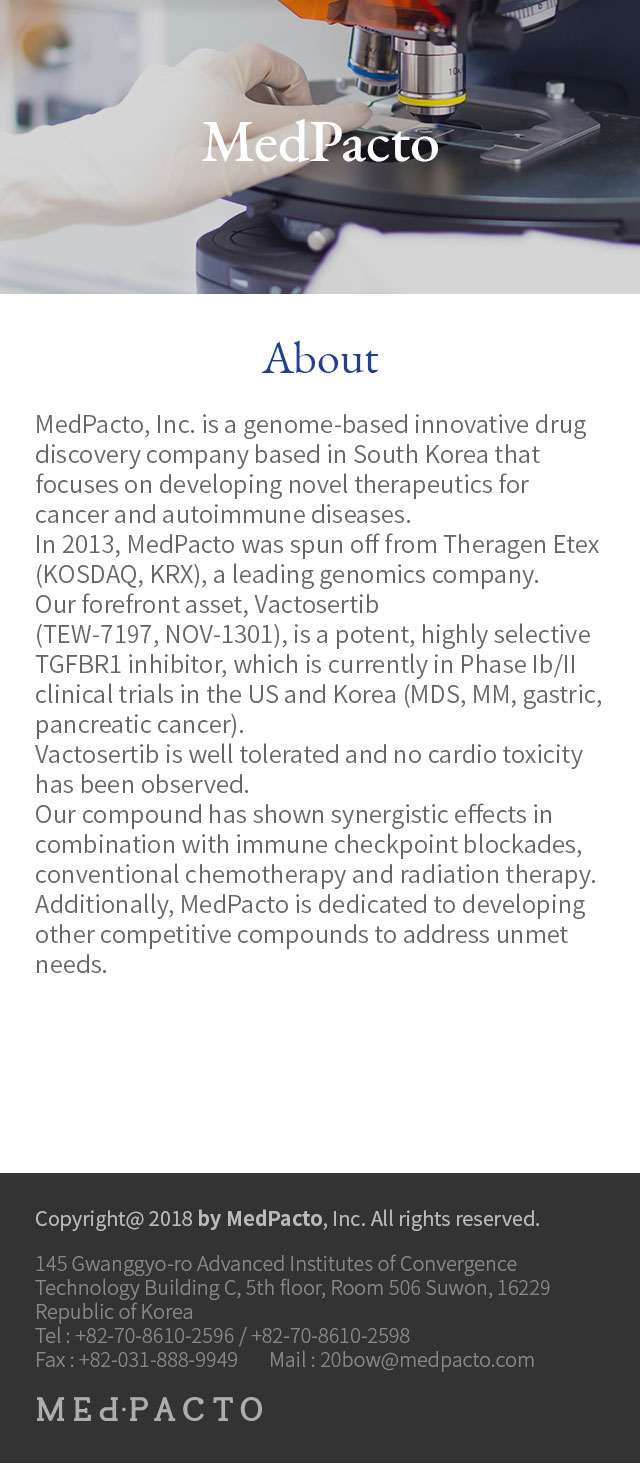 MedPacto
About
MedPacto, Inc. is a genome-based innovative drug
discovery company based in South Korea that
focuses on developing novel therapeutics for
cancer and autoimmune diseases.
In 2013, MedPacto was spun off from Theragen Etex
(KOSDAQ, KRX), a leading genomics company.
Our forefront asset, Vactosertib
(TEW-7197, NOV-1301), is a potent, highly selective
TGFBR1 inhibitor, which is currently in Phase Ib/II
clinical trials in the US and Korea (MDS, MM, gastric,
pancreatic cancer).
Vactosertib is well tolerated and no cardio toxicity
has been observed.
Our compound has shown synergistic effects in
combination with immune checkpoint blockades,
conventional chemotherapy and radiation therapy.
Additionally, MedPacto is dedicated to developing
other competitive compounds to address unmet
needs.
Copyright@ 2018 by MedPacto, Inc. All rights reserved.
145 Gwanggyo-ro Advanced Institutes of Convergence
Technology Building C, 5th floor, Room 506 Suwon, 16229
Republic of Korea
Tel : +82-70-8610-2596 / +82-70-8610-2598
Fax : +82-031-888-9949 Mail : 20bow@medpacto.com
MEd·PACTO